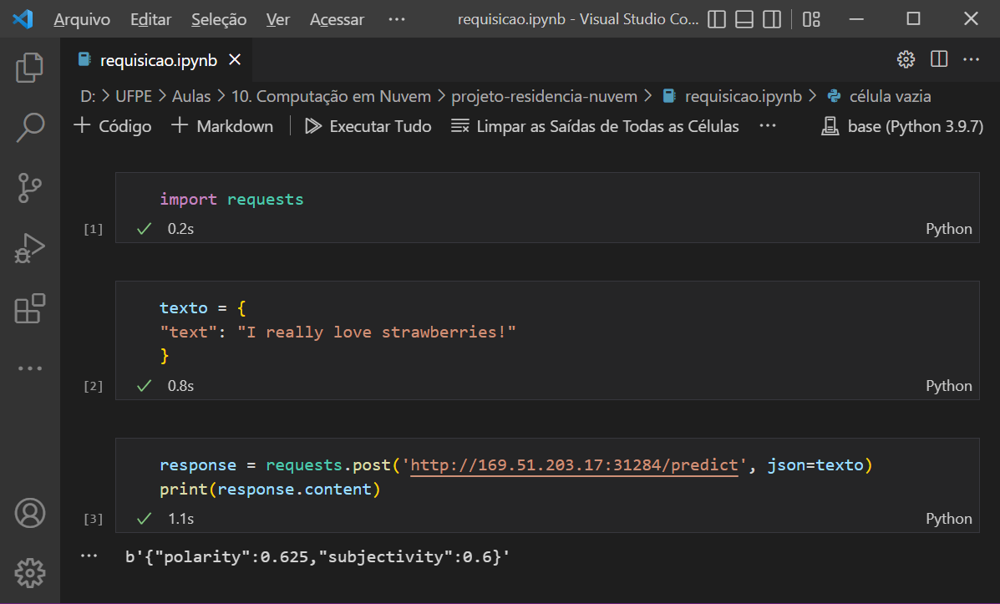 Arquivo Editar Seleção Ver Acessar ··· requisicao.ipynb - Visual Studio Co...
requisicao.ipynb
D: > UFPE > Aulas > 10. Computação em Nuvem > projeto-residencia-nuvem > requisicao.ipynb > célula vazia
+ Código + Markdown Executar Tudo Limpar as Saídas de Todas as Células ··· base (Python 3.9.7)
import requests
[1] 0.2s Python
texto = {
"text": "I really love strawberries!"
}
[2] 0.8s Python
response = requests.post('http://169.51.203.17:31284/predict', json=texto)
print(response.content)
[3] 1.1s Python
··· b'{"polarity":0.625,"subjectivity":0.6}'